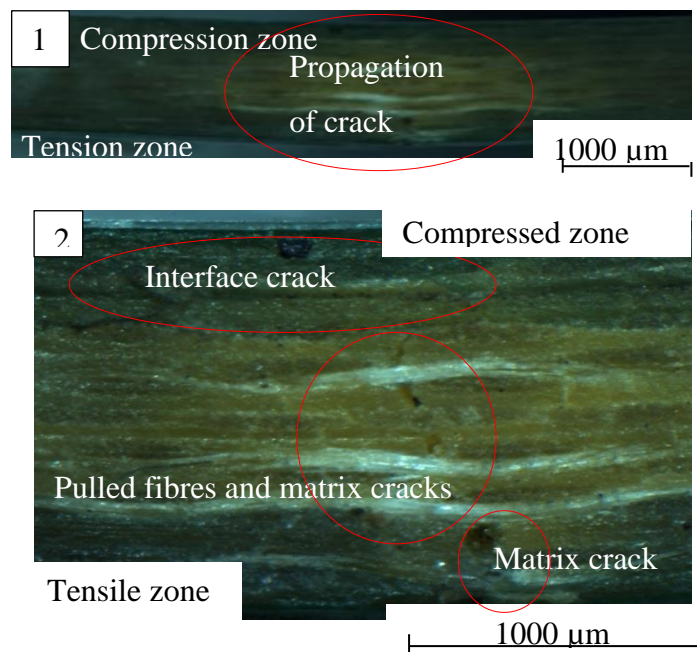 1
Compression zone
Propagation
of crack
Tension zone
1000 µm
2
Compressed zone
Interface crack
Pulled fibres and matrix cracks
Matrix crack
Tensile zone
1000 µm